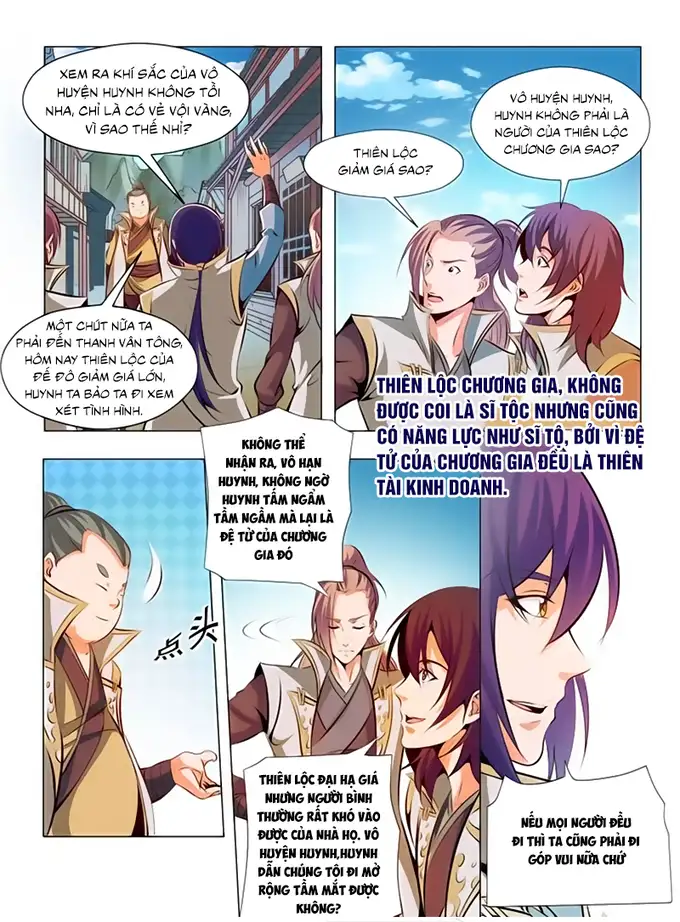 XEM RA KHÍ SẮC CỦA VÔ
HUYỆN HUYNH KHÔNG TỒI
NHA, CHỈ LÀ CÓ VẺ VỘI VÀNG,
VÌ SAO THẾ NHỈ?
MỘT CHÚT NỮA TA
PHẢI ĐẾN THANH VÂN TÔNG,
HÔM NAY THIÊN LỘC CỦA
ĐẾ ĐÔ GIẢM GIÁ LỚN,
HUYNH TA BẢO TA ĐI XEM
XÉT TÌNH HÌNH.
THIÊN LỘC
GIẢM GIÁ SAO?
VÔ HUYỆN HUYNH,
HUYNH KHÔNG PHẢI LÀ
NGƯỜI CỦA THIÊN LỘC
CHƯƠNG GIA SAO?
THIÊN LỘC CHƯƠNG GIA, KHÔNG
ĐƯỢC COI LÀ SĨ TỘC NHƯNG CŨNG
CÓ NĂNG LỰC NHƯ SĨ TỘ, BỞI VÌ ĐỆ
TỬ CỦA CHƯƠNG GIA ĐỀU LÀ THIÊN
TÀI KINH DOANH.
KHÔNG THỂ
NHẬN RA, VÔ HẠN
HUYNH, KHÔNG NGỜ
HUYNH TẤM NGẨM
TẦM NGẦM MÀ LẠI LÀ
ĐỆ TỬ CỦA CHƯƠNG
GIA ĐÓ
点头
THIÊN LỘC ĐẠI HẠ GIÁ
NHƯNG NGƯỜI BÌNH
THƯỜNG RẤT KHÓ VÀO
ĐƯỢC CỦA NHÀ HỌ. VÔ
HUYỆN HUYNH,HUYNH
DẪN CHÚNG TÔI ĐI MỞ
RỘNG TẦM MẮT ĐƯỢC
KHÔNG?
NẾU MỌI NGƯỜI ĐỀU
ĐI THÌ TA CŨNG PHẢI ĐI
GÓP VUI NỮA CHỨ